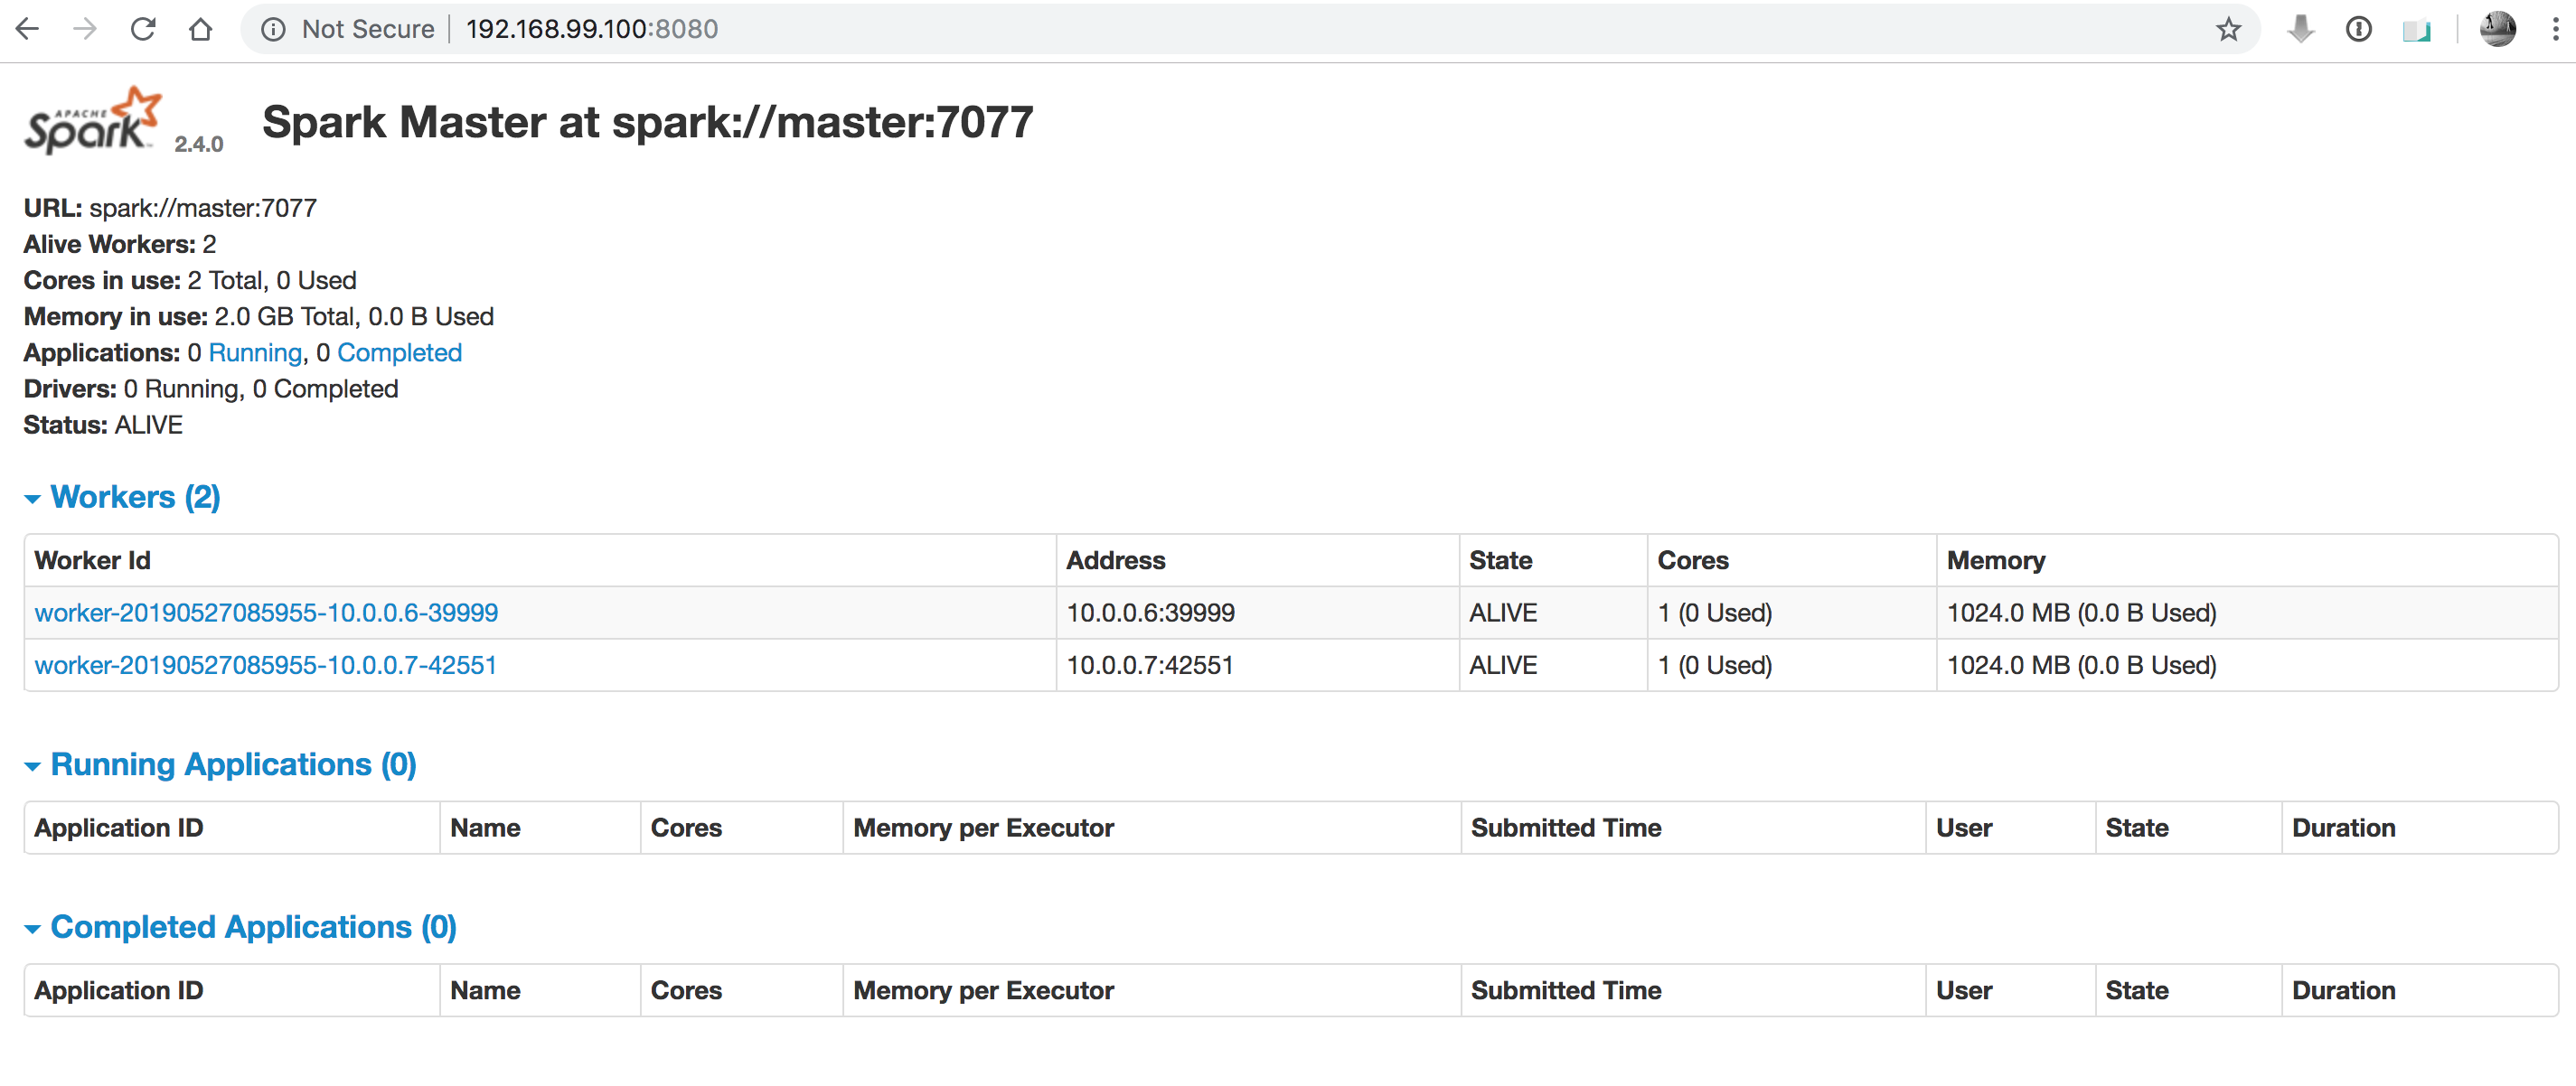 Not Secure 192.168.99.100:8080
APACHE
Spark 2.4.0 Spark Master at spark://master:7077
URL: spark://master:7077
Alive Workers: 2
Cores in use: 2 Total, 0 Used
Memory in use: 2.0 GB Total, 0.0 B Used
Applications: 0 Running, 0 Completed
Drivers: 0 Running, 0 Completed
Status: ALIVE
Workers (2)
Worker Id Address State Cores Memory
worker-20190527085955-10.0.0.6-39999 10.0.0.6:39999 ALIVE 1 (0 Used) 1024.0 MB (0.0 B Used)
worker-20190527085955-10.0.0.7-42551 10.0.0.7:42551 ALIVE 1 (0 Used) 1024.0 MB (0.0 B Used)
Running Applications (0)
Application ID Name Cores Memory per Executor Submitted Time User State Duration
Completed Applications (0)
Application ID Name Cores Memory per Executor Submitted Time User State Duration